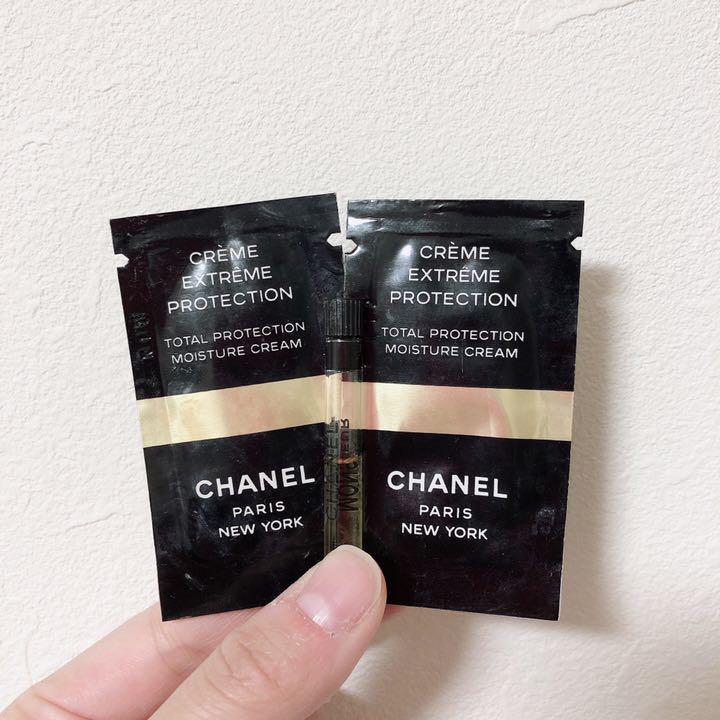 CRÈME
EXTRÊME
PROTECTION
TOTAL PROTECTION
MOISTURE CREAM
CHANEL
PARIS
NEW YORK
CHANEL
CRÈME
EXTRÊME
PROTECTION
TOTAL PROTECTION
MOISTURE CREAM
CHANEL
PARIS
NEW YORK